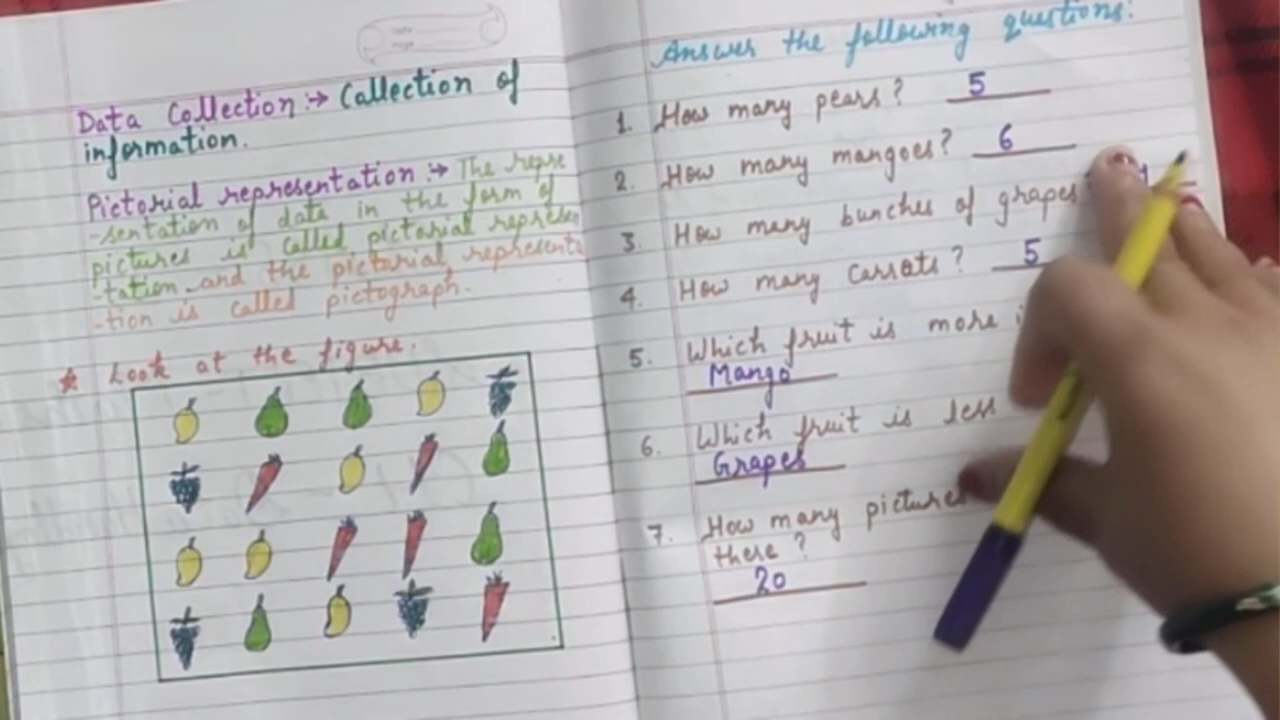 Data Collection :→ Collection of
information.
Pictorial representation :→ The repre
-sentation of data in the form of
pictures is called pictorial represen
-tation and the pictorial representa
-tion is called pictograph.
★ Look at the figure.
Answer the following questions:
1. How many pears? 5
2. How many mangoes? 6
3. How many bunches of grapes
4. How many carrots? 5
5. Which fruit is more
Mango
6. Which fruit is less
Grapes
7. How many pictures
there?
20